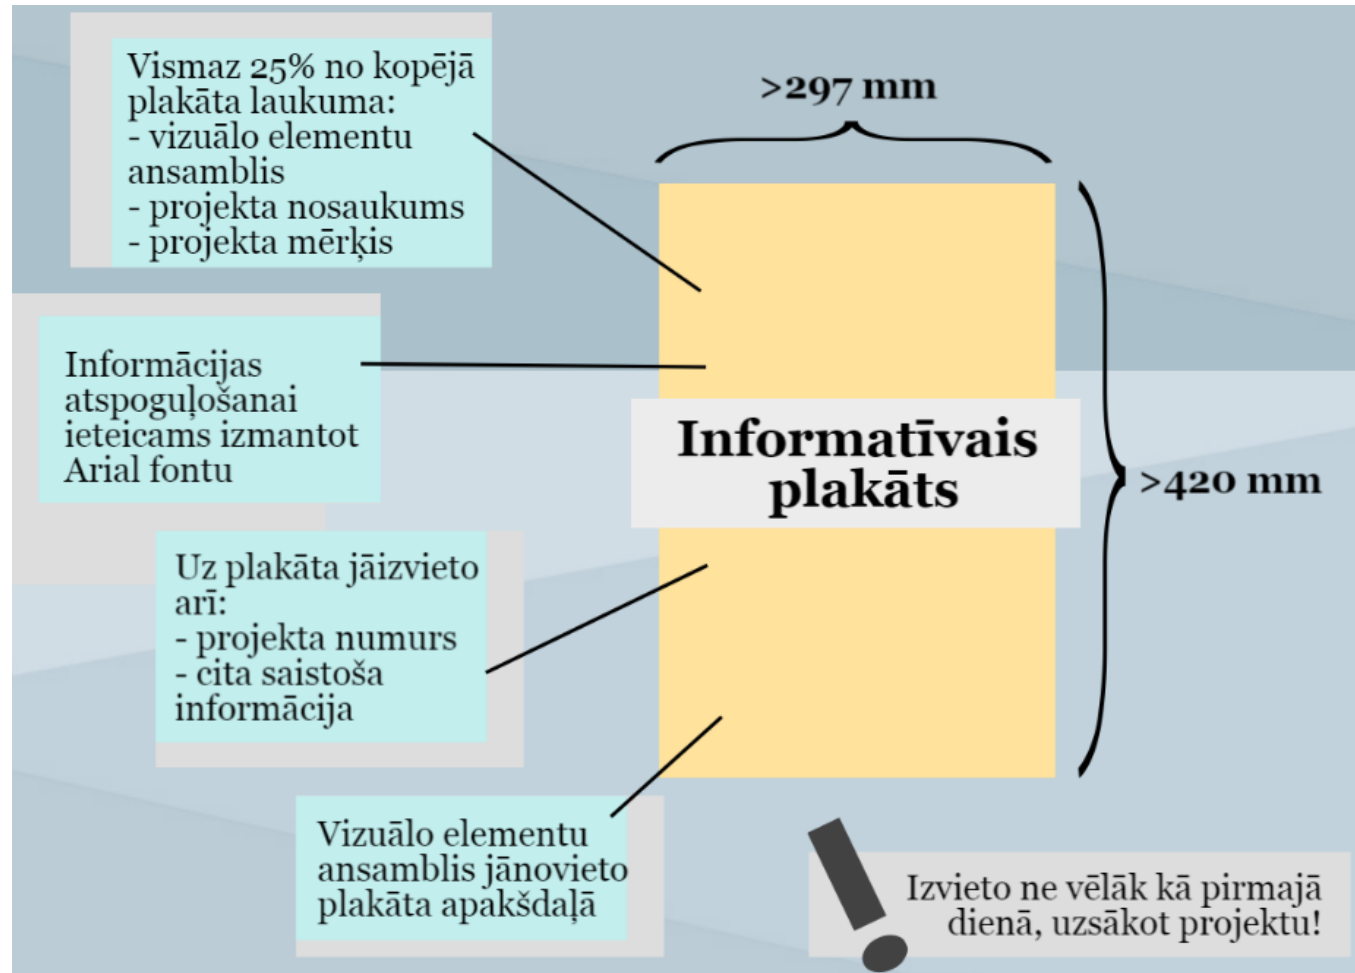 Vismaz 25% no kopējā
plakāta laukuma:
- vizuālo elementu
ansamblis
- projekta nosaukums
- projekta mērķis
>297 mm
Informācijas
atspoguļošanai
ieteicams izmantot
Arial fontu
Informatīvais
plakāts
>420 mm
Uz plakāta jāizvieto
arī:
- projekta numurs
- cita saistoša
informācija
Vizuālo elementu
ansamblis jānovieto
plakāta apakšdaļā
Izvieto ne vēlāk kā pirmajā
dienā, uzsākot projektu!